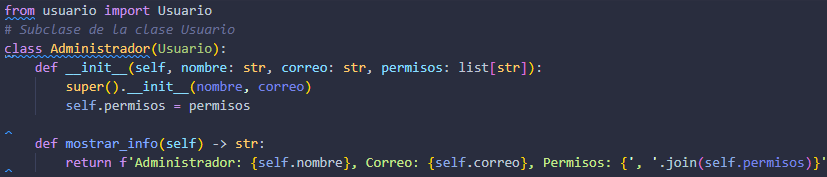 from usuario import Usuario
# Subclase de la clase Usuario
class Administrador(Usuario):
    def __init__(self, nombre: str, correo: str, permisos: list[str]):
        super().__init__(nombre, correo)
        self.permisos = permisos
    def mostrar_info(self) -> str:
        return f'Administrador: {self.nombre}, Correo: {self.correo}, Permisos: {', '.join(self.permisos)}'